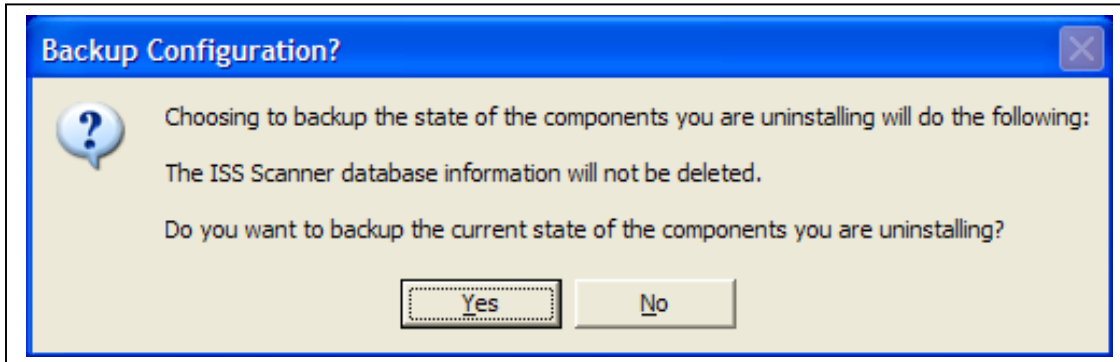 Backup Configuration?
Choosing to backup the state of the components you are uninstalling will do the following:
The ISS Scanner database information will not be deleted.
Do you want to backup the current state of the components you are uninstalling?
Yes
No